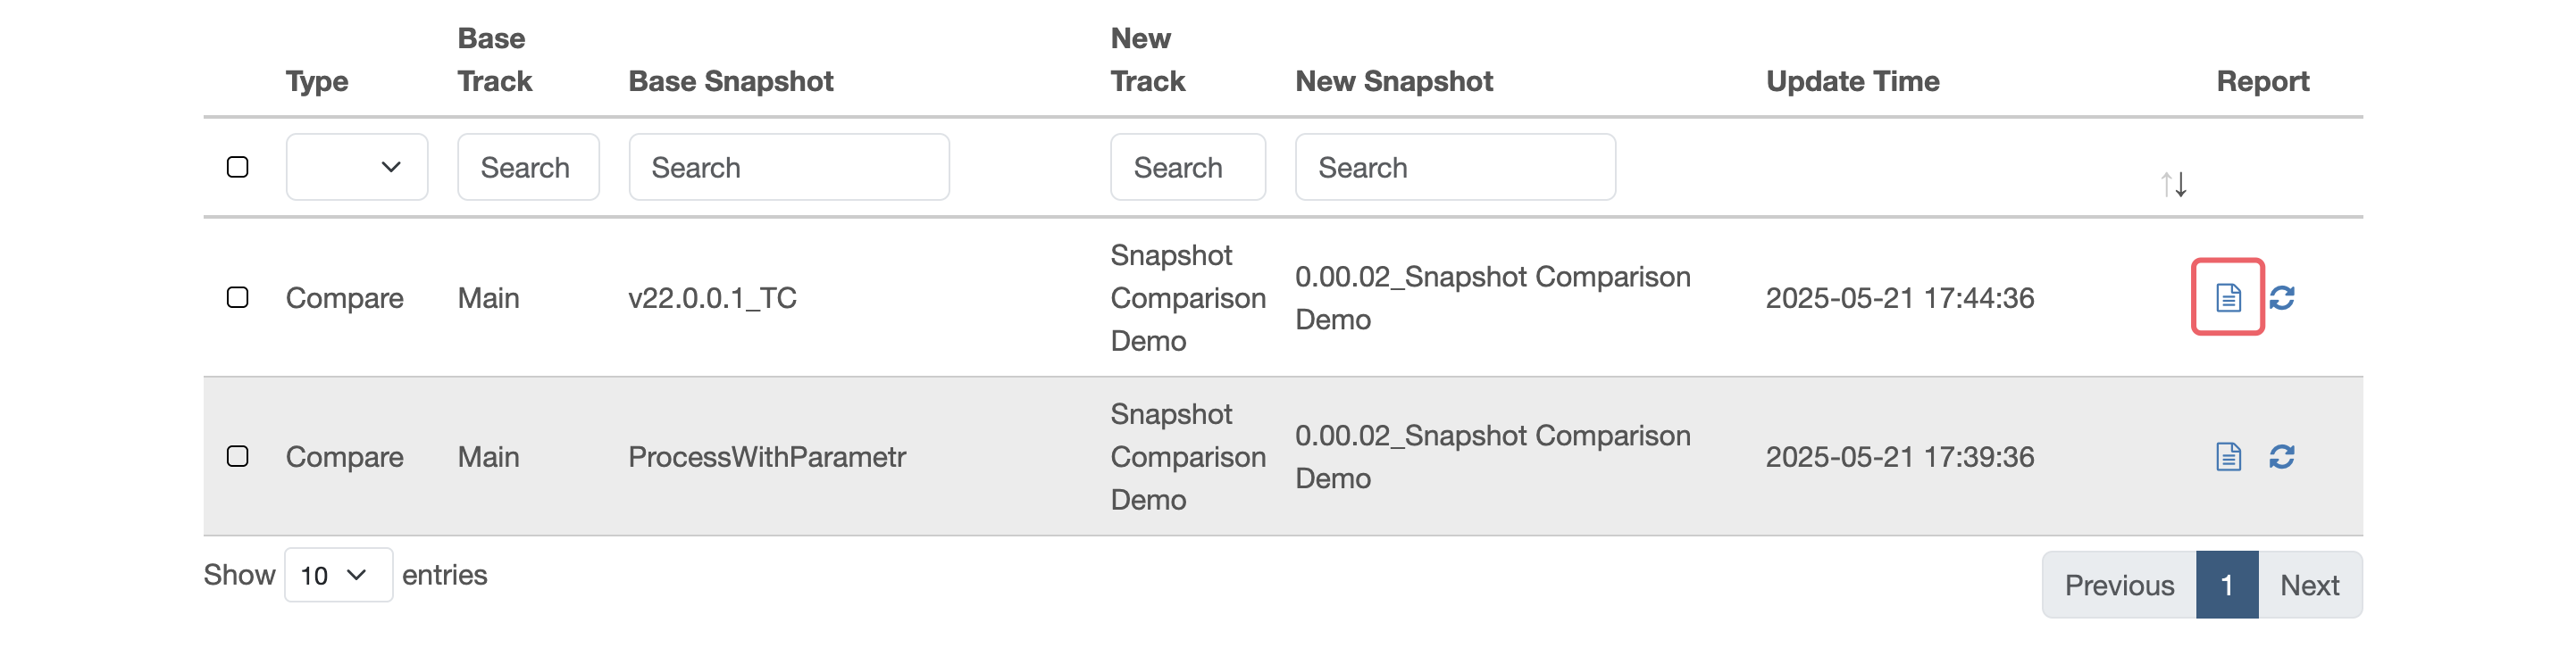 Type
Base
Track
Base Snapshot
New
Track
New Snapshot
Update Time
Report
Search
Search
Search
Search
Compare
Main
v22.0.0.1_TC
Snapshot
Comparison
Demo
0.00.02_Snapshot Comparison
Demo
2025-05-21 17:44:36
Compare
Main
ProcessWithParametr
Snapshot
Comparison
Demo
0.00.02_Snapshot Comparison
Demo
2025-05-21 17:39:36
Show 10 entries
Previous 1 Next